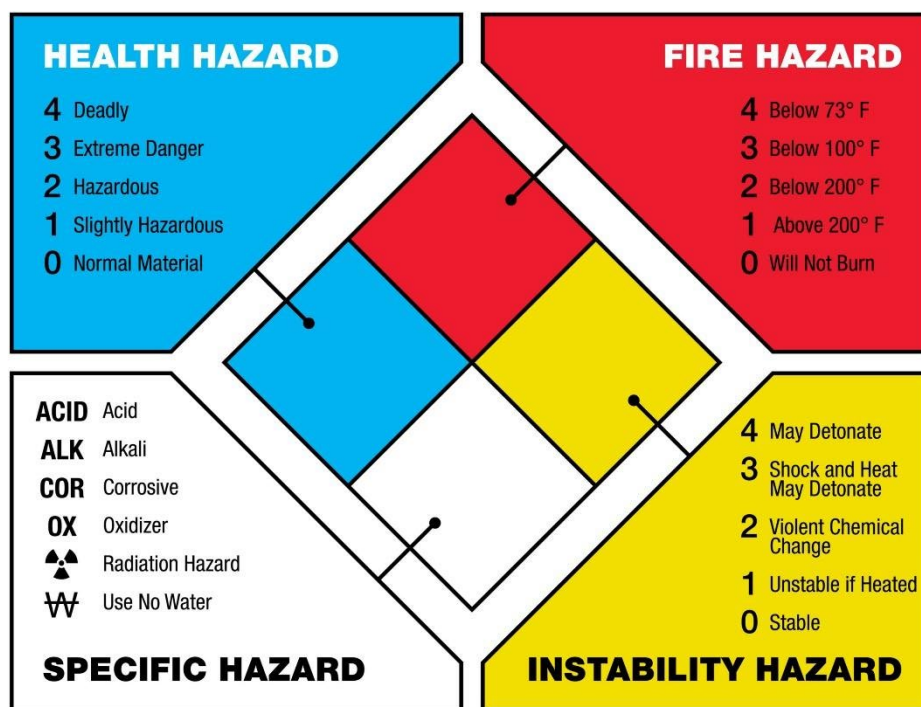 HEALTH HAZARD
4 Deadly
3 Extreme Danger
2 Hazardous
1 Slightly Hazardous
0 Normal Material
FIRE HAZARD
4 Below 73° F
3 Below 100° F
2 Below 200° F
1 Above 200° F
0 Will Not Burn
ACID Acid
ALK Alkali
COR Corrosive
OX Oxidizer
Radiation Hazard
W Use No Water
SPECIFIC HAZARD
4 May Detonate
3 Shock and Heat
May Detonate
2 Violent Chemical
Change
1 Unstable if Heated
0 Stable
INSTABILITY HAZARD